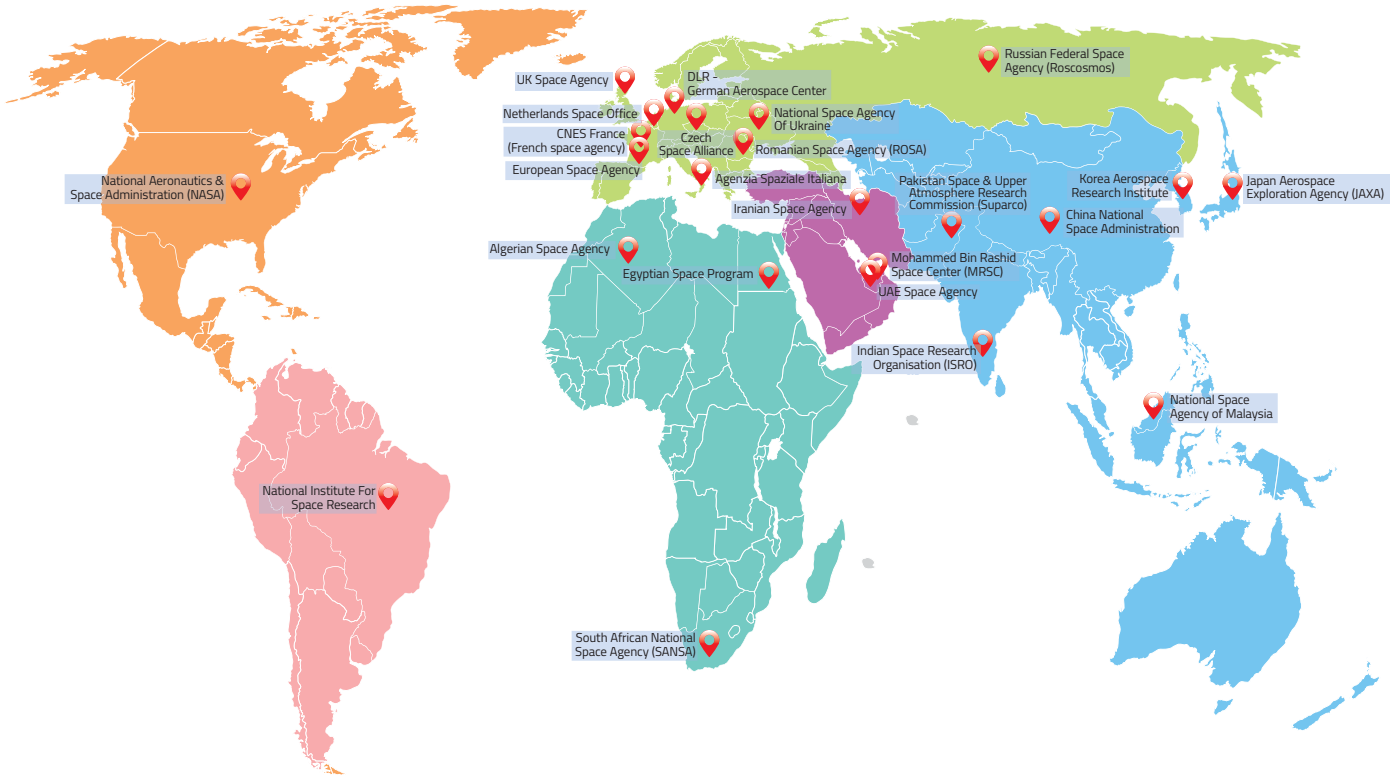 Russian Federal Space
Agency (Roscosmos)
UK Space Agency
DLR -
German Aerospace Center
Netherlands Space Office
National Space Agency
Of Ukraine
CNES France
(French space agency)
Czech
Space Alliance
Romanian Space Agency (ROSA)
European Space Agency
Agenzia Spaziale Italiana
National Aeronautics &
Space Administration (NASA)
Iranian Space Agency
Pakistan Space & Upper
Atmosphere Research
Commission (Suparco)
Korea Aerospace
Research Institute
Japan Aerospace
Exploration Agency (JAXA)
China National
Space Administration
Algerian Space Agency
Egyptian Space Program
Mohammed Bin Rashid
Space Center (MRSC)
UAE Space Agency
Indian Space Research
Organisation (ISRO)
National Space
Agency of Malaysia
National Institute For
Space Research
South African National
Space Agency (SANSA)